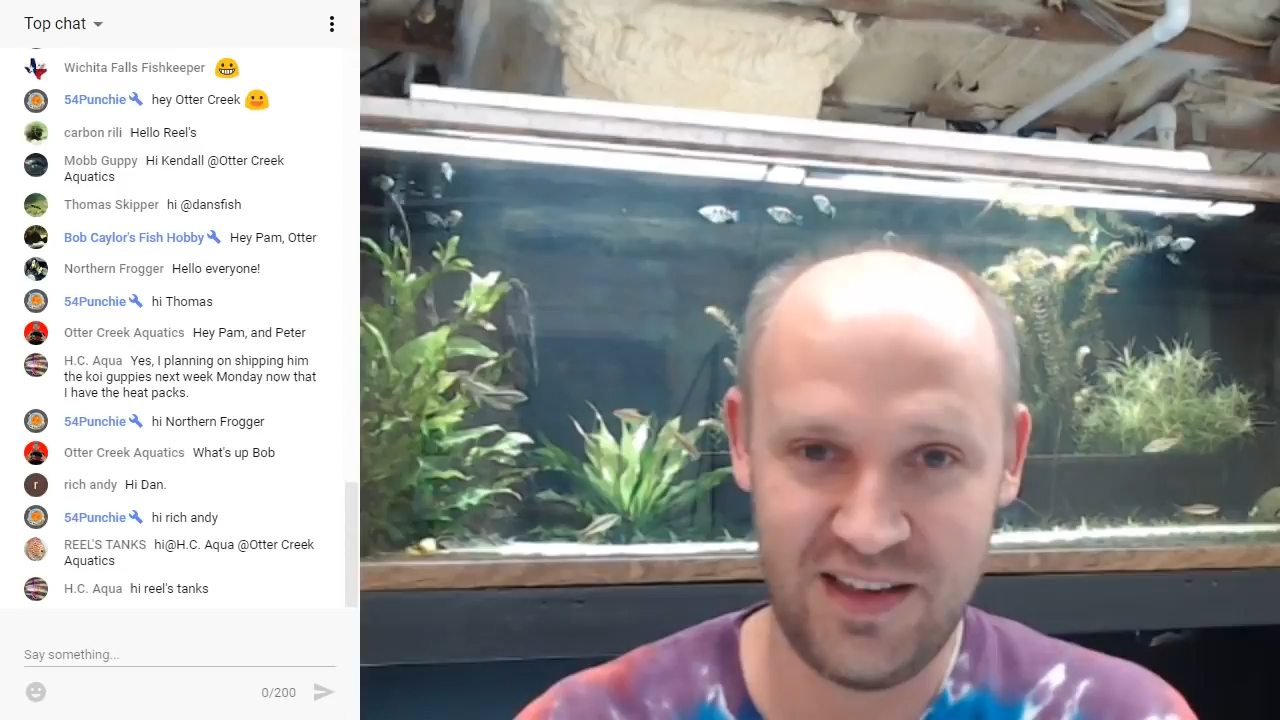 Top chat
Wichita Falls Fishkeeper
54Punchie hey Otter Creek
carbon rili Hello Reel's
Mobb Guppy Hi Kendall @Otter Creek
Aquatics
Thomas Skipper hi @dansfish
Bob Caylor's Fish Hobby Hey Pam, Otter
Northern Frogger Hello everyone!
54Punchie hi Thomas
Otter Creek Aquatics Hey Pam, and Peter
H.C. Aqua Yes, I planning on shipping him
the koi guppies next week Monday now that
I have the heat packs.
54Punchie hi Northern Frogger
Otter Creek Aquatics What's up Bob
r rich andy Hi Dan.
54Punchie hi rich andy
REEL'S TANKS hi@H.C. Aqua @Otter Creek
Aquatics
H.C. Aqua hi reel's tanks
Say something...
0/200